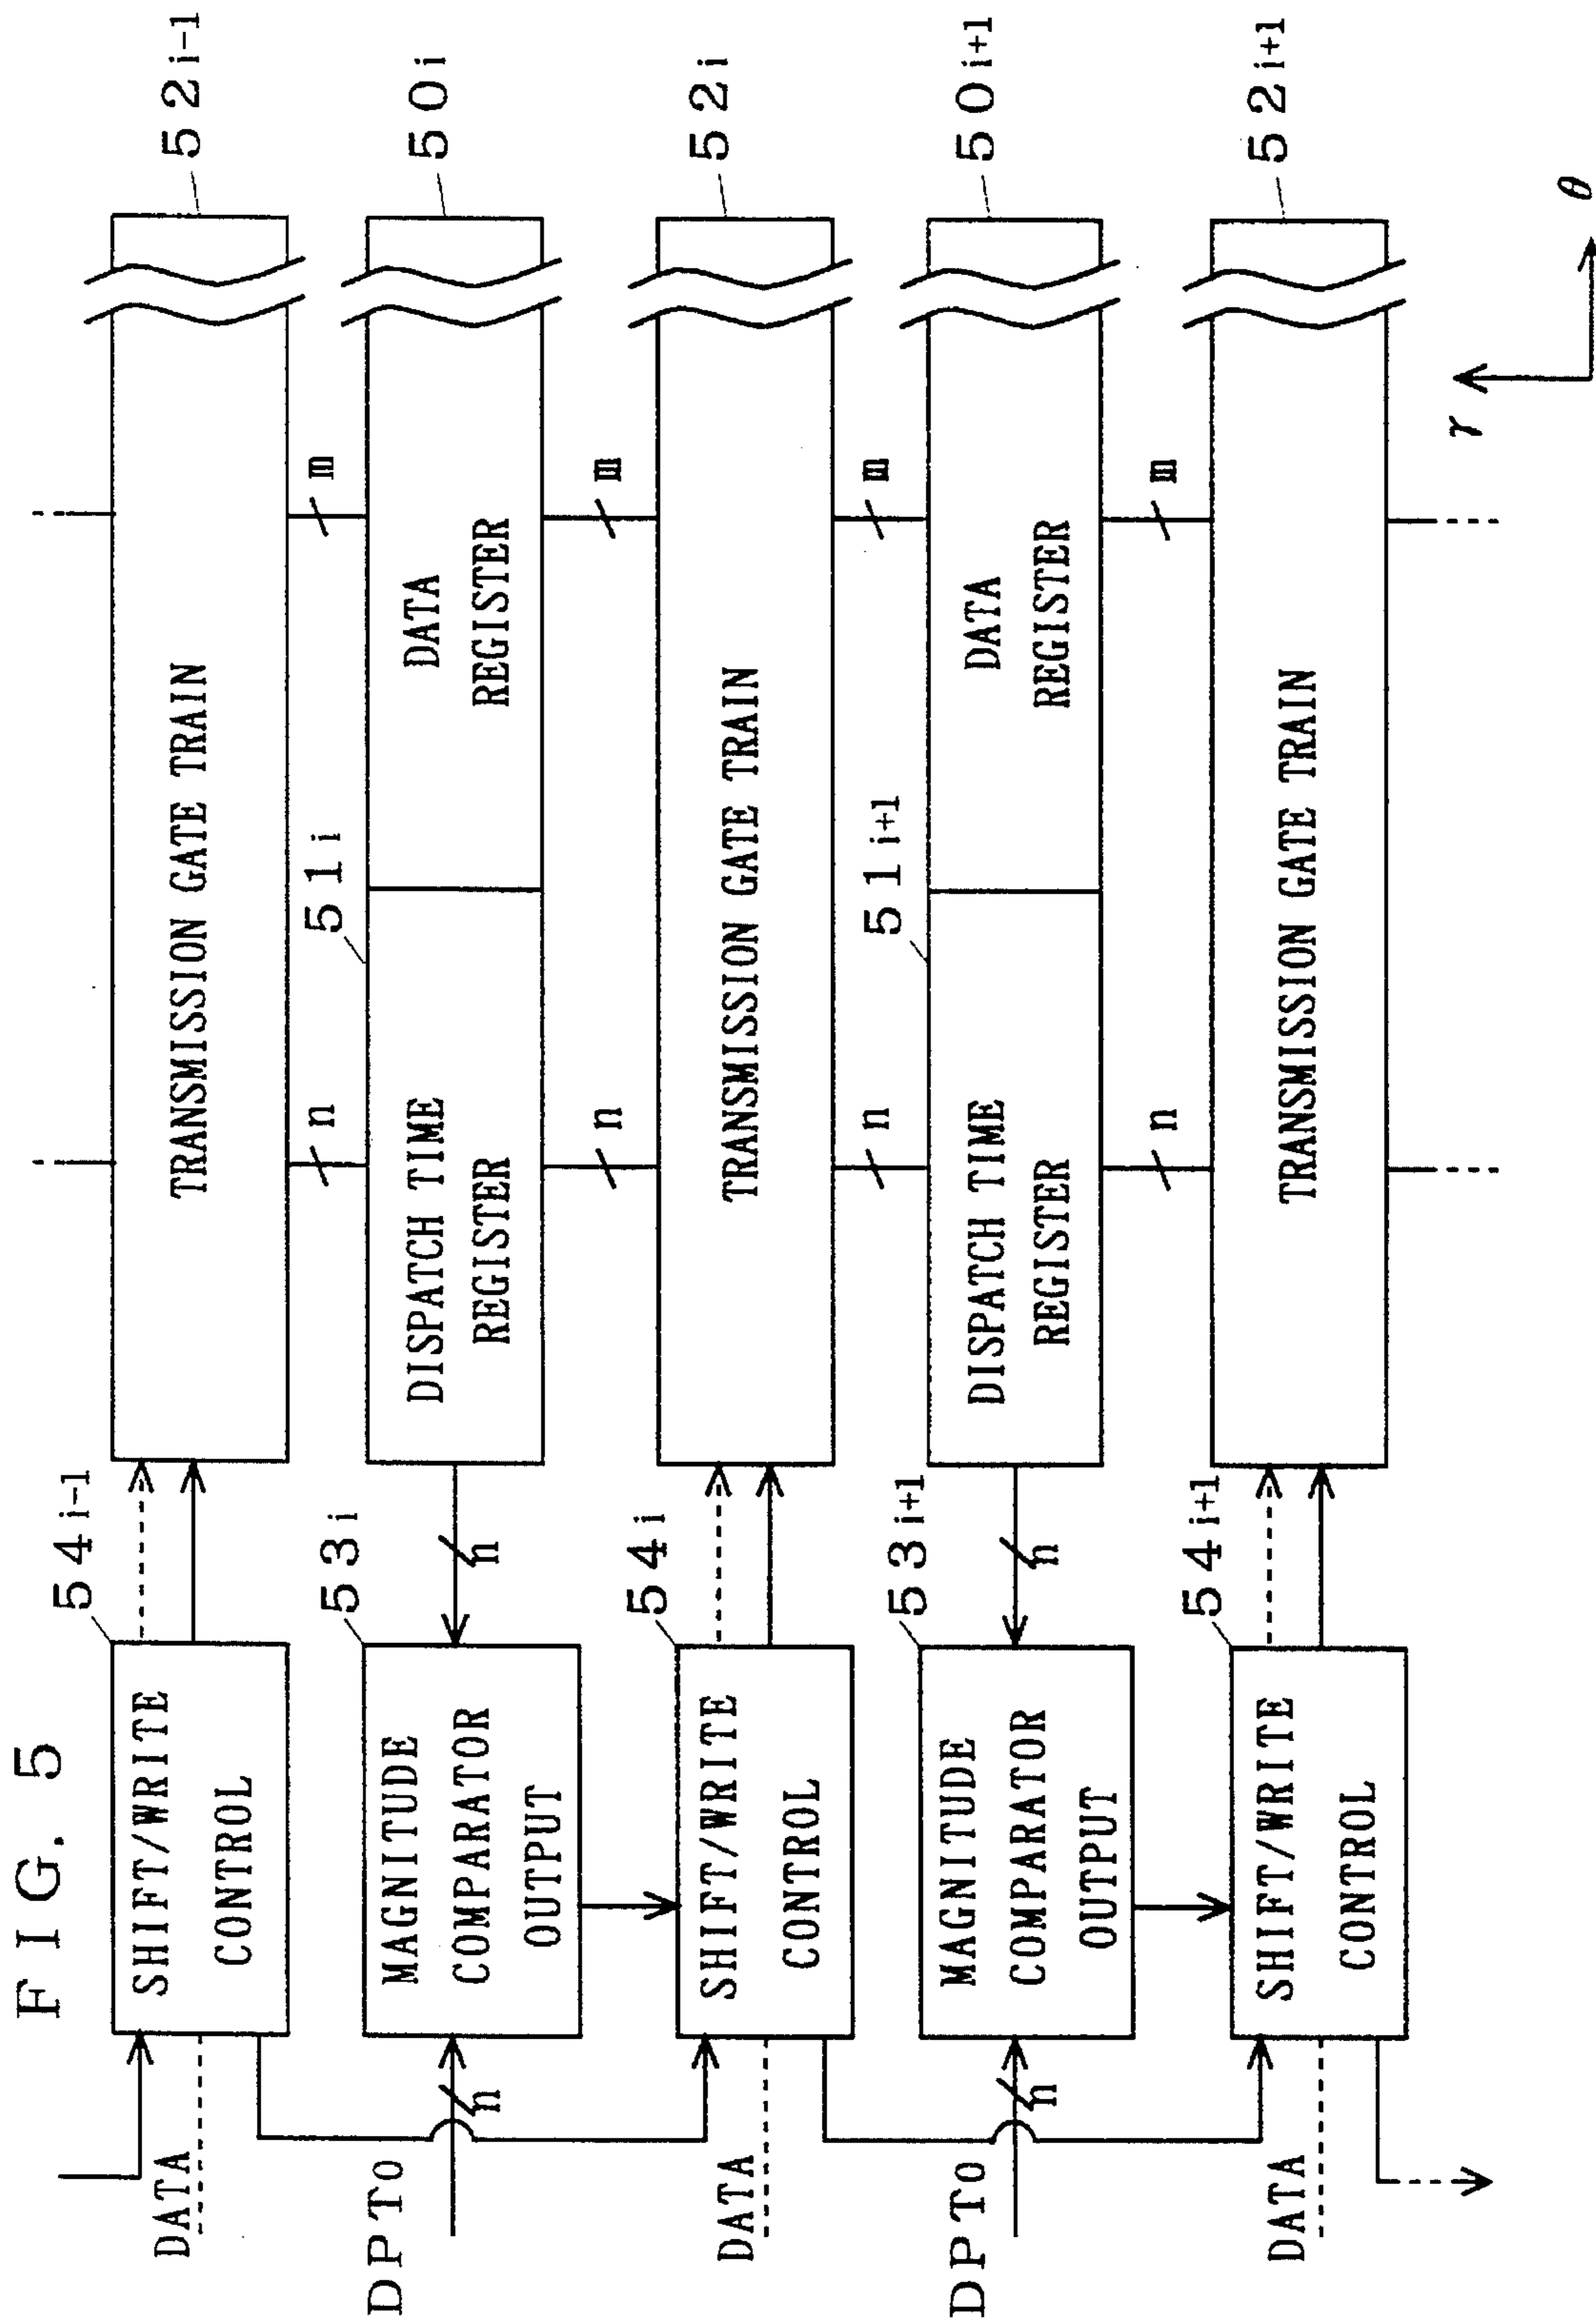 FIG. 5
52i-1
TRANSMISSION GATE TRAIN
54i-1
SHIFT/WRITE
CONTROL
DATA
m
n
50i
51i
DATA
REGISTER
DISPATCH TIME
REGISTER
n
53i
MAGNITUDE
COMPARATOR
OUTPUT
n
DPT0
m
n
52i
TRANSMISSION GATE TRAIN
54i
SHIFT/WRITE
CONTROL
DATA
m
n
50i+1
51i+1
DATA
REGISTER
DISPATCH TIME
REGISTER
n
53i+1
MAGNITUDE
COMPARATOR
OUTPUT
n
DPT0
m
n
52i+1
TRANSMISSION GATE TRAIN
54i+1
SHIFT/WRITE
CONTROL
DATA
γ
θ